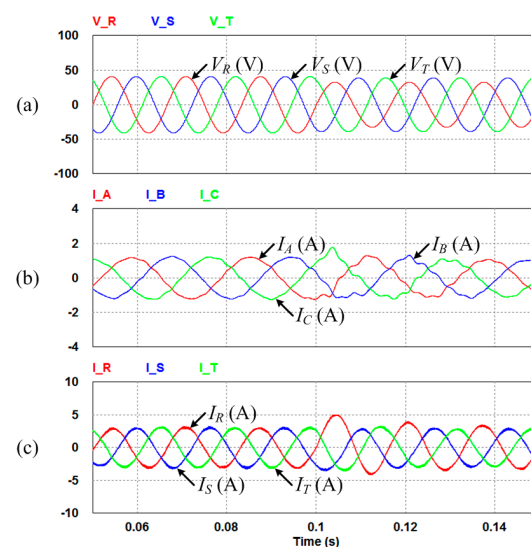 V_R V_S V_T
100
50
0
-50
-100
V_R (V) V_S (V) V_T (V)
(a)
I_A I_B I_C
4
2
0
-2
-4
I_A (A) I_B (A)
I_C (A)
(b)
I_R I_S I_T
10
5
0
-5
-10
I_R (A)
I_S (A) I_T (A)
(c)
0.06 0.08 0.1 0.12 0.14
Time (s)